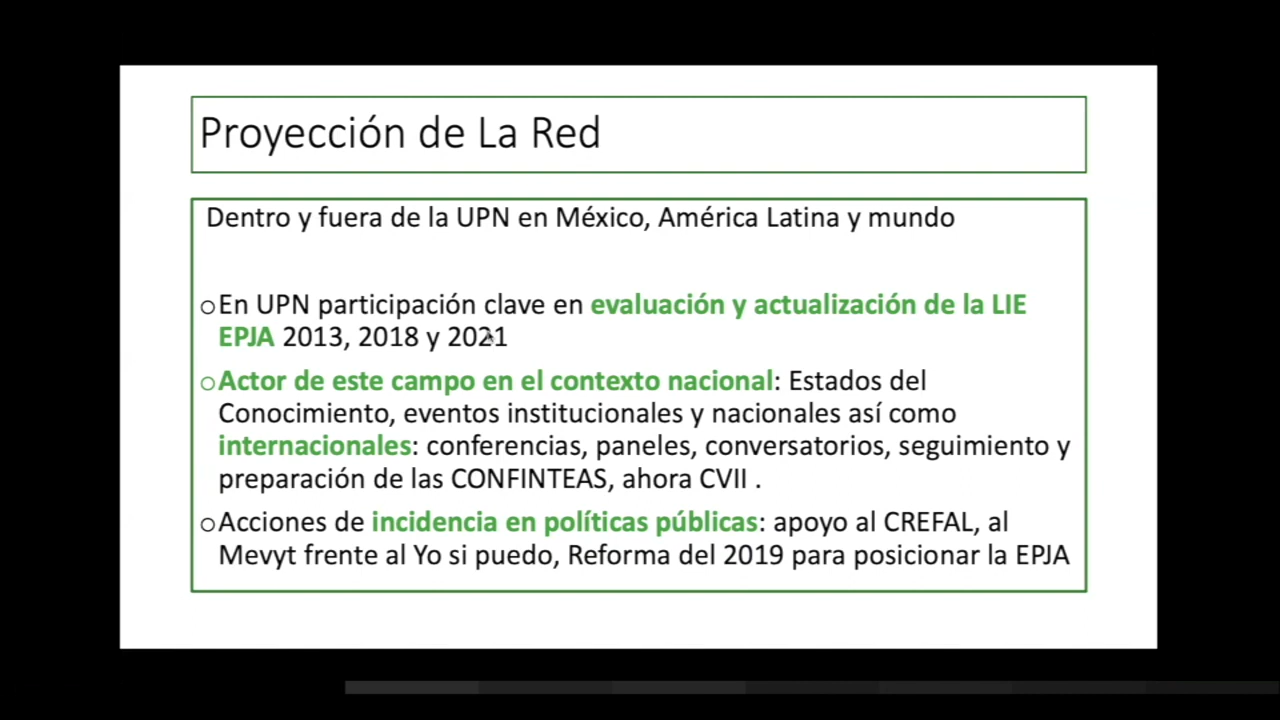 Proyección de La Red
Dentro y fuera de la UPN en México, América Latina y mundo
○En UPN participación clave en evaluación y actualización de la LIE
EPJA 2013, 2018 y 2021
○Actor de este campo en el contexto nacional: Estados del
Conocimiento, eventos institucionales y nacionales así como
internacionales: conferencias, paneles, conversatorios, seguimiento y
preparación de las CONFINTEAS, ahora CVII .
○Acciones de incidencia en políticas públicas: apoyo al CREFAL, al
Mevyt frente al Yo si puedo, Reforma del 2019 para posicionar la EPJA